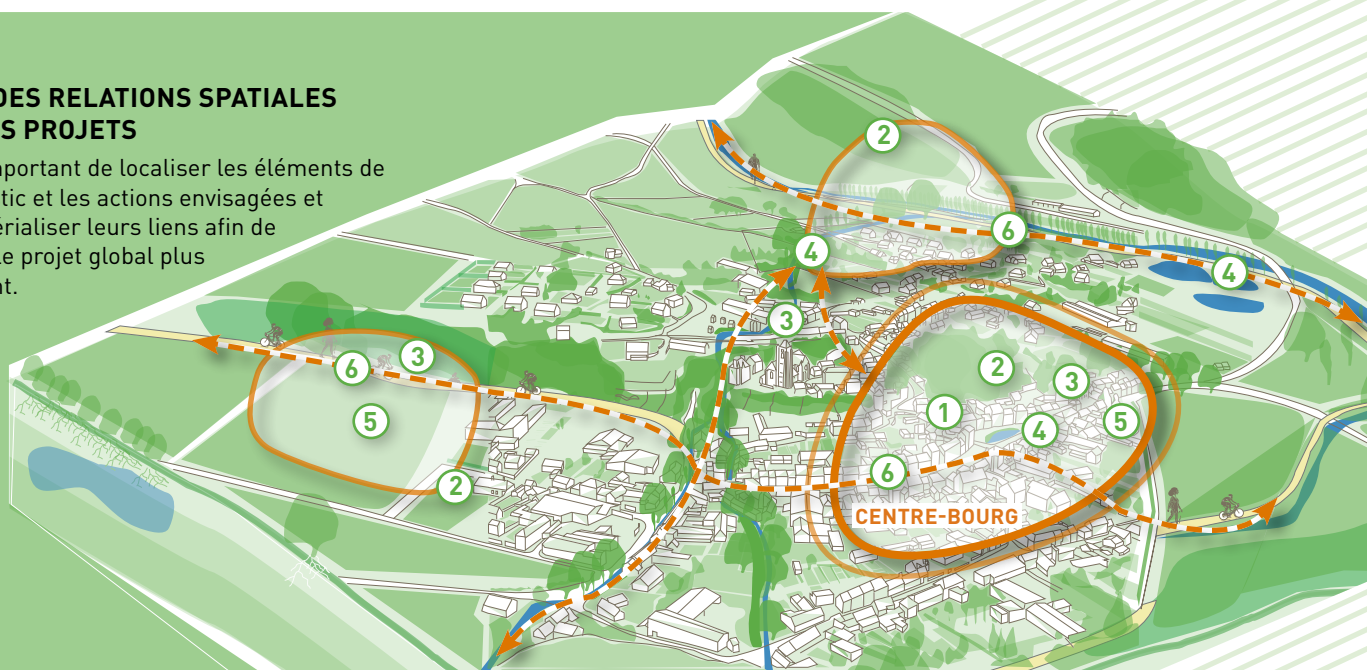 DES RELATIONS SPATIALES
S PROJETS
portant de localiser les éléments de
tic et les actions envisagées et
érialiser leurs liens afin de
le projet global plus
nt.
2
6
4
4
3
6
3
5
2
2
3
1
4
5
6
CENTRE-BOURG